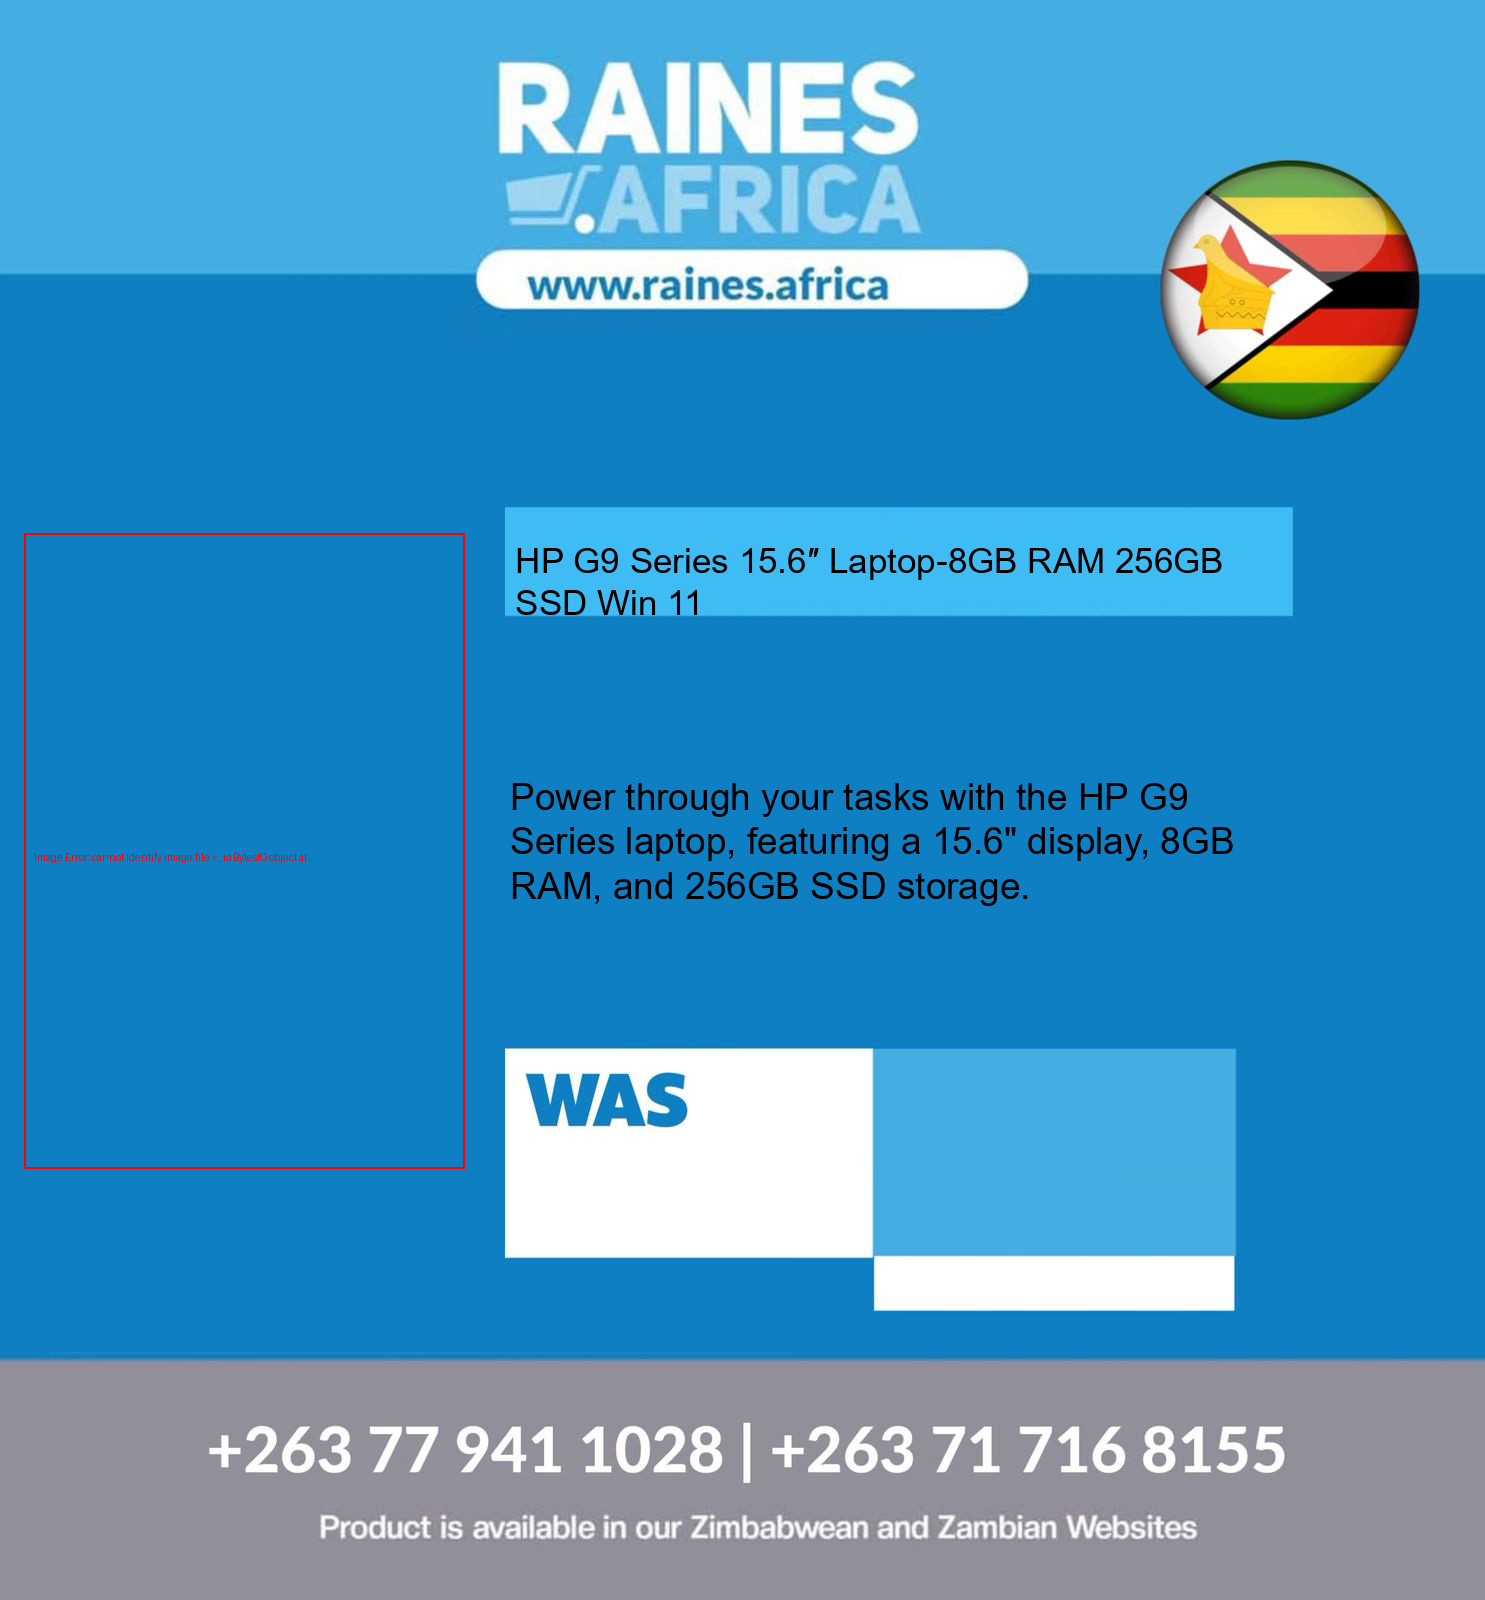 RAINES
.AFRICA
www.raines.africa
HP G9 Series 15.6″ Laptop-8GB RAM 256GB
SSD Win 11
Image Error: cannot identify image file <_io.BytesIO object at...
Power through your tasks with the HP G9
Series laptop, featuring a 15.6" display, 8GB
RAM, and 256GB SSD storage.
WAS
+263 77 941 1028 | +263 71 716 8155
Product is available in our Zimbabwean and Zambian Websites